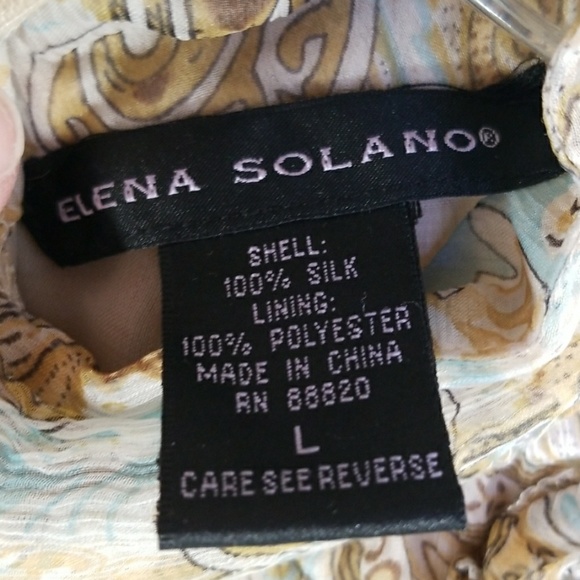 ELENA SOLANO®
SHELL:
100% SILK
LINING:
100% POLYESTER
MADE IN CHINA
RN 88820
L
CARE SEE REVERSE